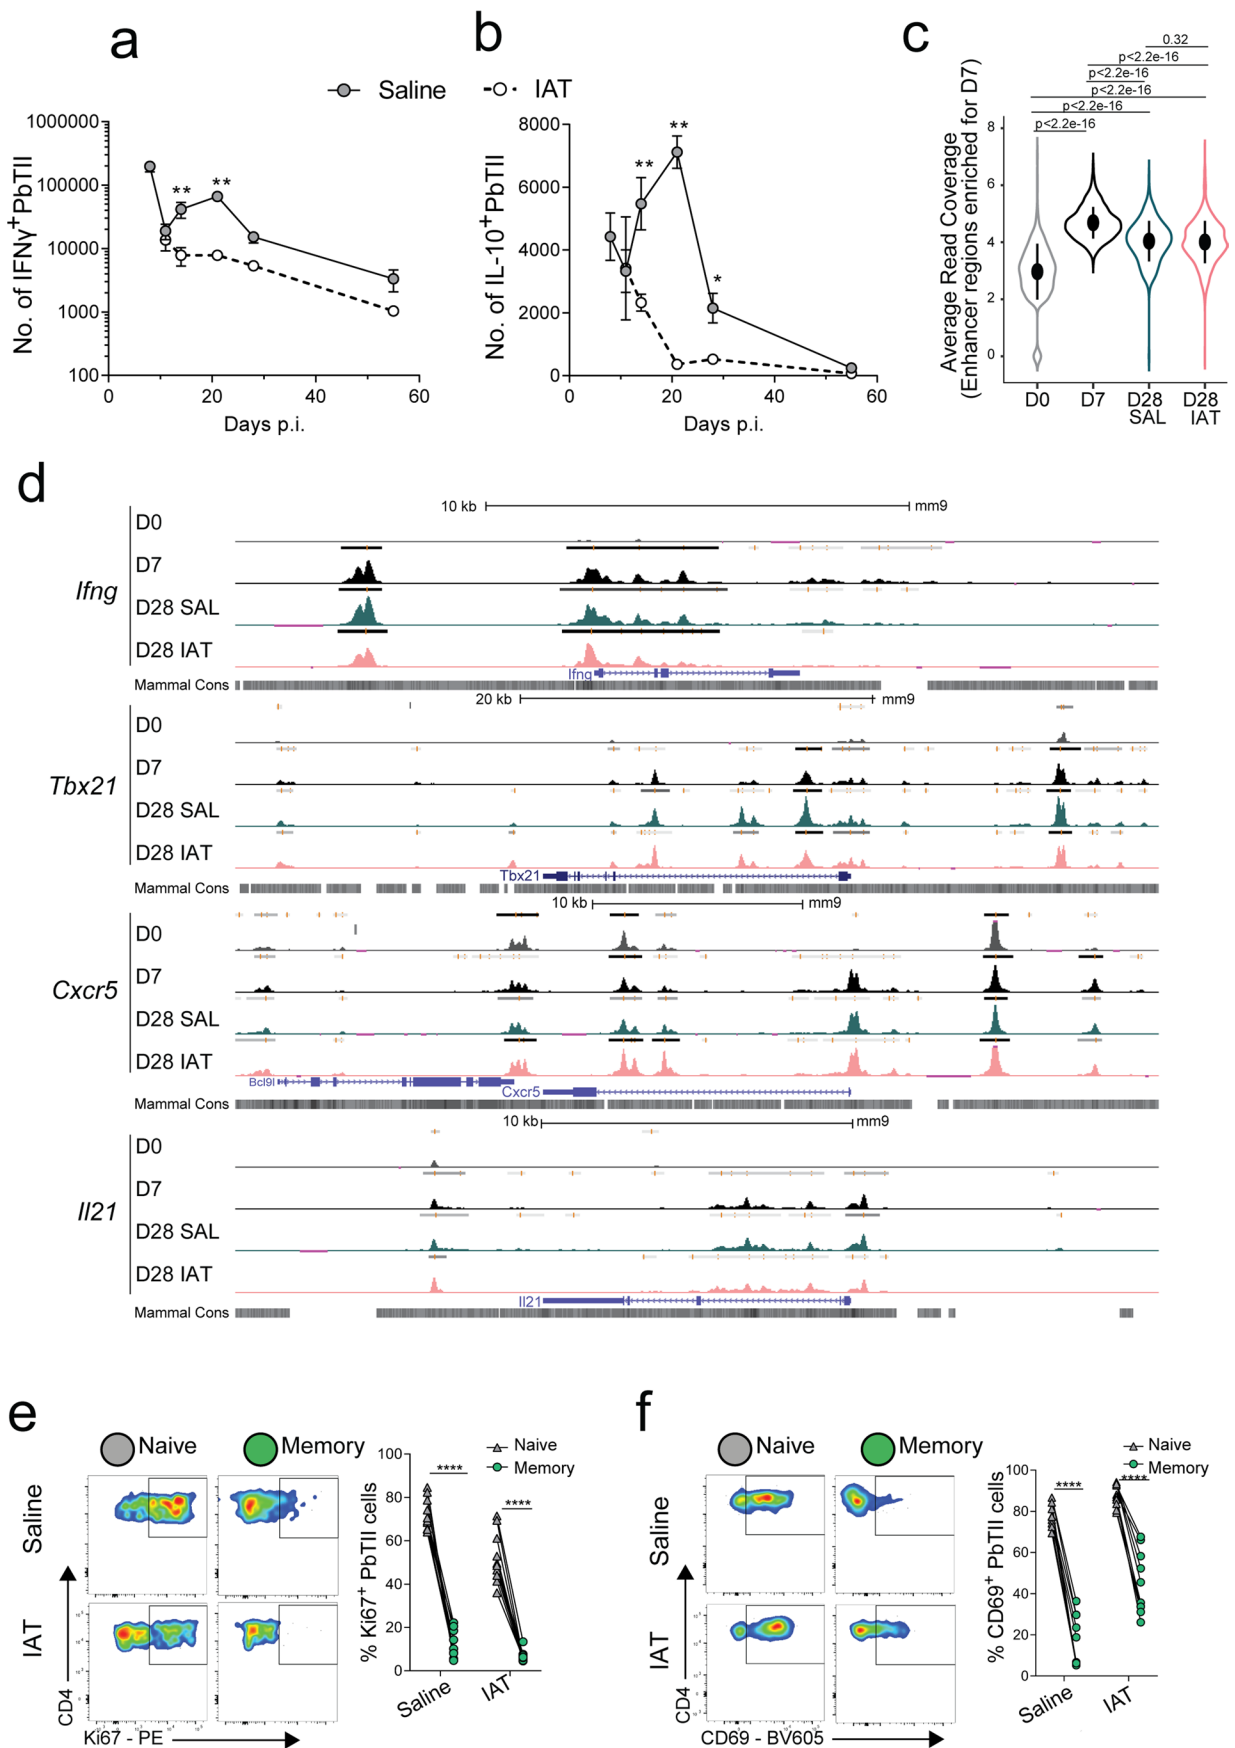 a
b
c
Saline
IAT
No. of IFNγ+PbTII
1000000
100000
10000
1000
100
0
20
40
60
Days p.i.
**
**
No. of IL-10+PbTII
8000
6000
4000
2000
0
0
20
40
60
Days p.i.
**
**
*
Average Read Coverage
(Enhancer regions enriched for D7)
0.32
p<2.2e-16
p<2.2e-16
p<2.2e-16
p<2.2e-16
p<2.2e-16
8
6
4
2
0
D0
D7
D28
SAL
D28
IAT
d
10 kb
mm9
Ifng
D0
D7
D28 SAL
D28 IAT
Ifng
Mammal Cons
20 kb
mm9
Tbx21
D0
D7
D28 SAL
D28 IAT
Tbx21
Mammal Cons
10 kb
mm9
Cxcr5
D0
D7
D28 SAL
D28 IAT
Bcl9l
Cxcr5
Mammal Cons
10 kb
mm9
Il21
D0
D7
D28 SAL
D28 IAT
Il21
Mammal Cons
e
Naive
Memory
Saline
IAT
CD4
Ki67 - PE
% Ki67+ PbTII cells
100
80
60
40
20
0
Naive
Memory
****
****
Saline
IAT
f
Naive
Memory
Saline
IAT
CD4
CD69 - BV605
% CD69+ PbTII cells
100
80
60
40
20
0
Naive
Memory
****
****
Saline
IAT